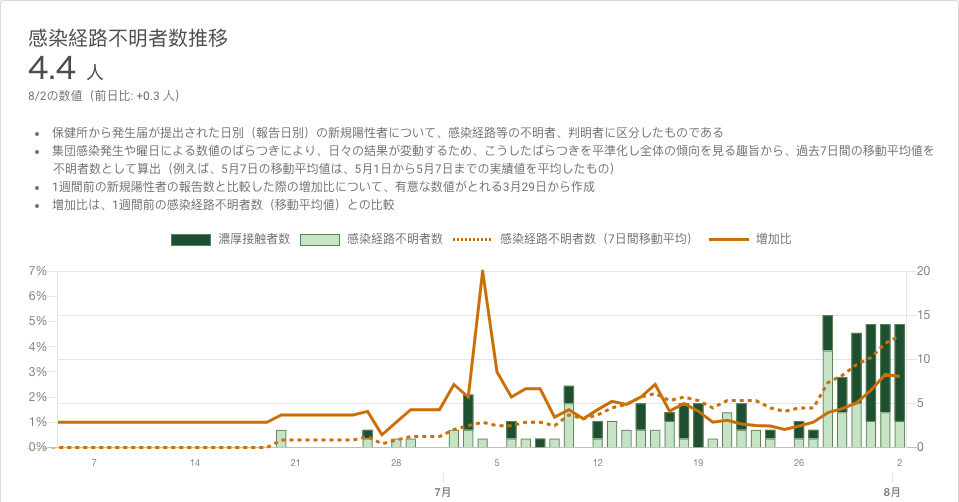 感染経路不明者数推移
4.4 人
8/2の数値（前日比: +0.3 人）
• 保健所から発生届が提出された日別（報告日別）の新規陽性者について、感染経路等の不明者、判明者に区分したものである
• 集団感染発生や曜日による数値のばらつきにより、日々の結果が変動するため、こうしたばらつきを平準化し全体の傾向を見る趣旨から、過去7日間の移動平均値を
不明者数として算出（例えば、5月7日の移動平均値は、5月1日から5月7日までの実績値を平均したもの）
• 1週間前の新規陽性者の報告数と比較した際の増加比について、有意な数値がとれる3月29日から作成
• 増加比は、1週間前の感染経路不明者数（移動平均値）との比較
濃厚接触者数 感染経路不明者数 感染経路不明者数（7日間移動平均） 増加比
7% 20
6%
5% 15
4%
3% 10
2%
1% 5
0% 0
7 14 21 28 5 12 19 26 2
7月 8月